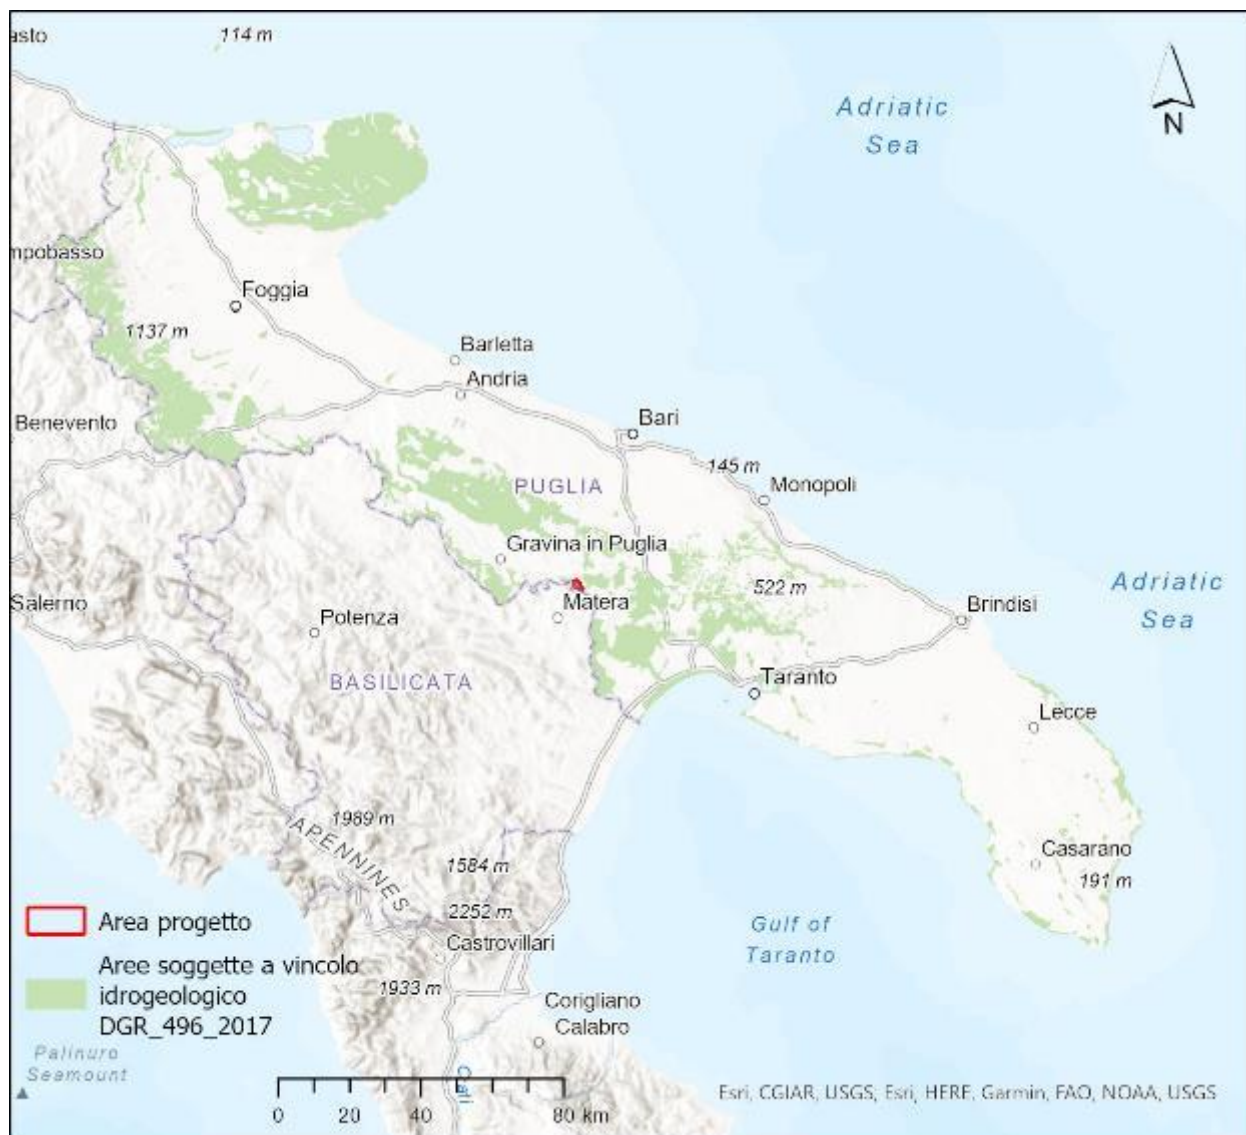 asto
114 m
Adriatic
Sea
N
mpobasso
Foggia
1137 m
Barletta
Andria
Benevento
Bari
145 m
PUGLIA
Monopoli
Gravina in Puglia
522 m
Adriatic
Sea
Salerno
Matera
Brindisi
Potenza
BASILICATA
Taranto
Lecce
1989 m
APENNINES
1584 m
Casarano
191 m
2252 m
Gulf of
Taranto
Area progetto
Castrovillari
Aree soggette a vincolo
idrogeologico
DGR_496_2017
1933 m
Corigliano
Calabro
Palinuro
Seamount
0 20 40 80 km
Esri, CGIAR, USGS, Esri, HERE, Garmin, FAO, NOAA, USGS